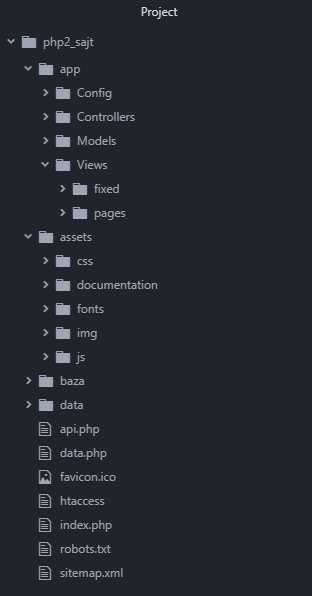 Project
php2_sajt
app
Config
Controllers
Models
Views
fixed
pages
assets
css
documentation
fonts
img
js
baza
data
api.php
data.php
favicon.ico
htaccess
index.php
robots.txt
sitemap.xml